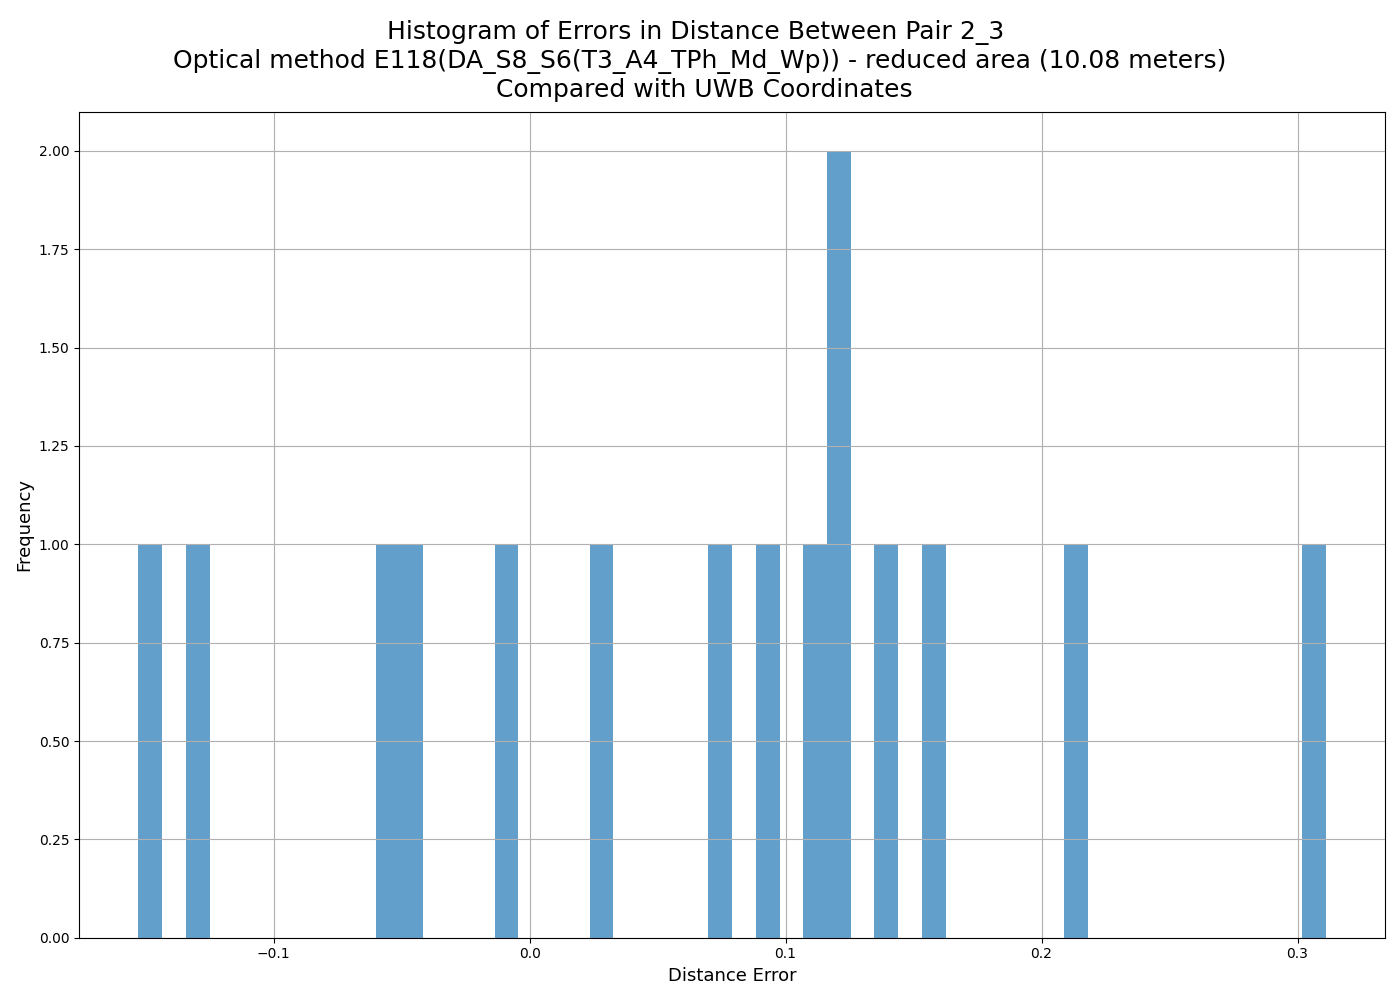 Histogram of Errors in Distance Between Pair 2_3
Optical method E118(DA_S8_S6(T3_A4_TPh_Md_Wp)) - reduced area (10.08 meters)
Compared with UWB Coordinates
2.00
1.75
1.50
1.25
1.00
0.75
0.50
0.25
0.00
Frequency
−0.1
0.0
0.1
0.2
0.3
Distance Error